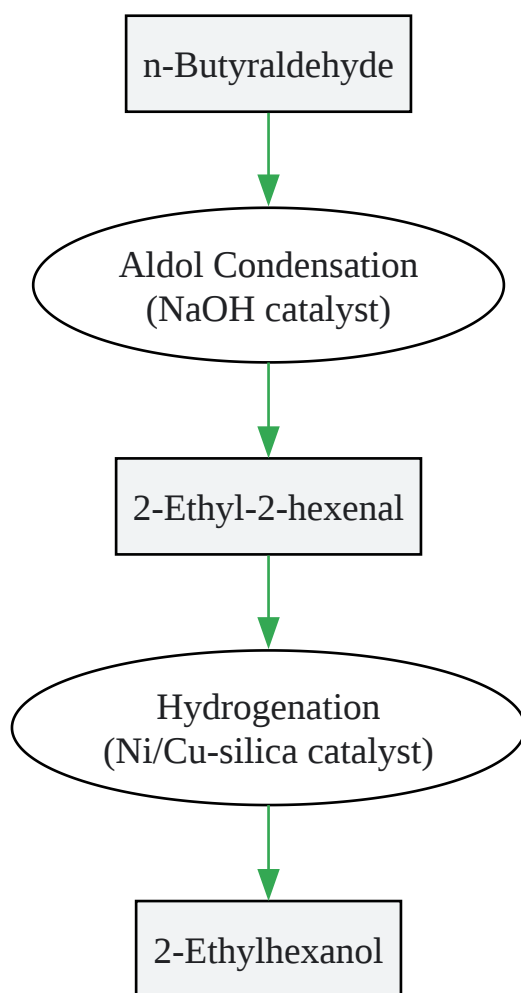 n-Butyraldehyde
Aldol Condensation
(NaOH catalyst)
2-Ethyl-2-hexenal
Hydrogenation
(Ni/Cu-silica catalyst)
2-Ethylhexanol